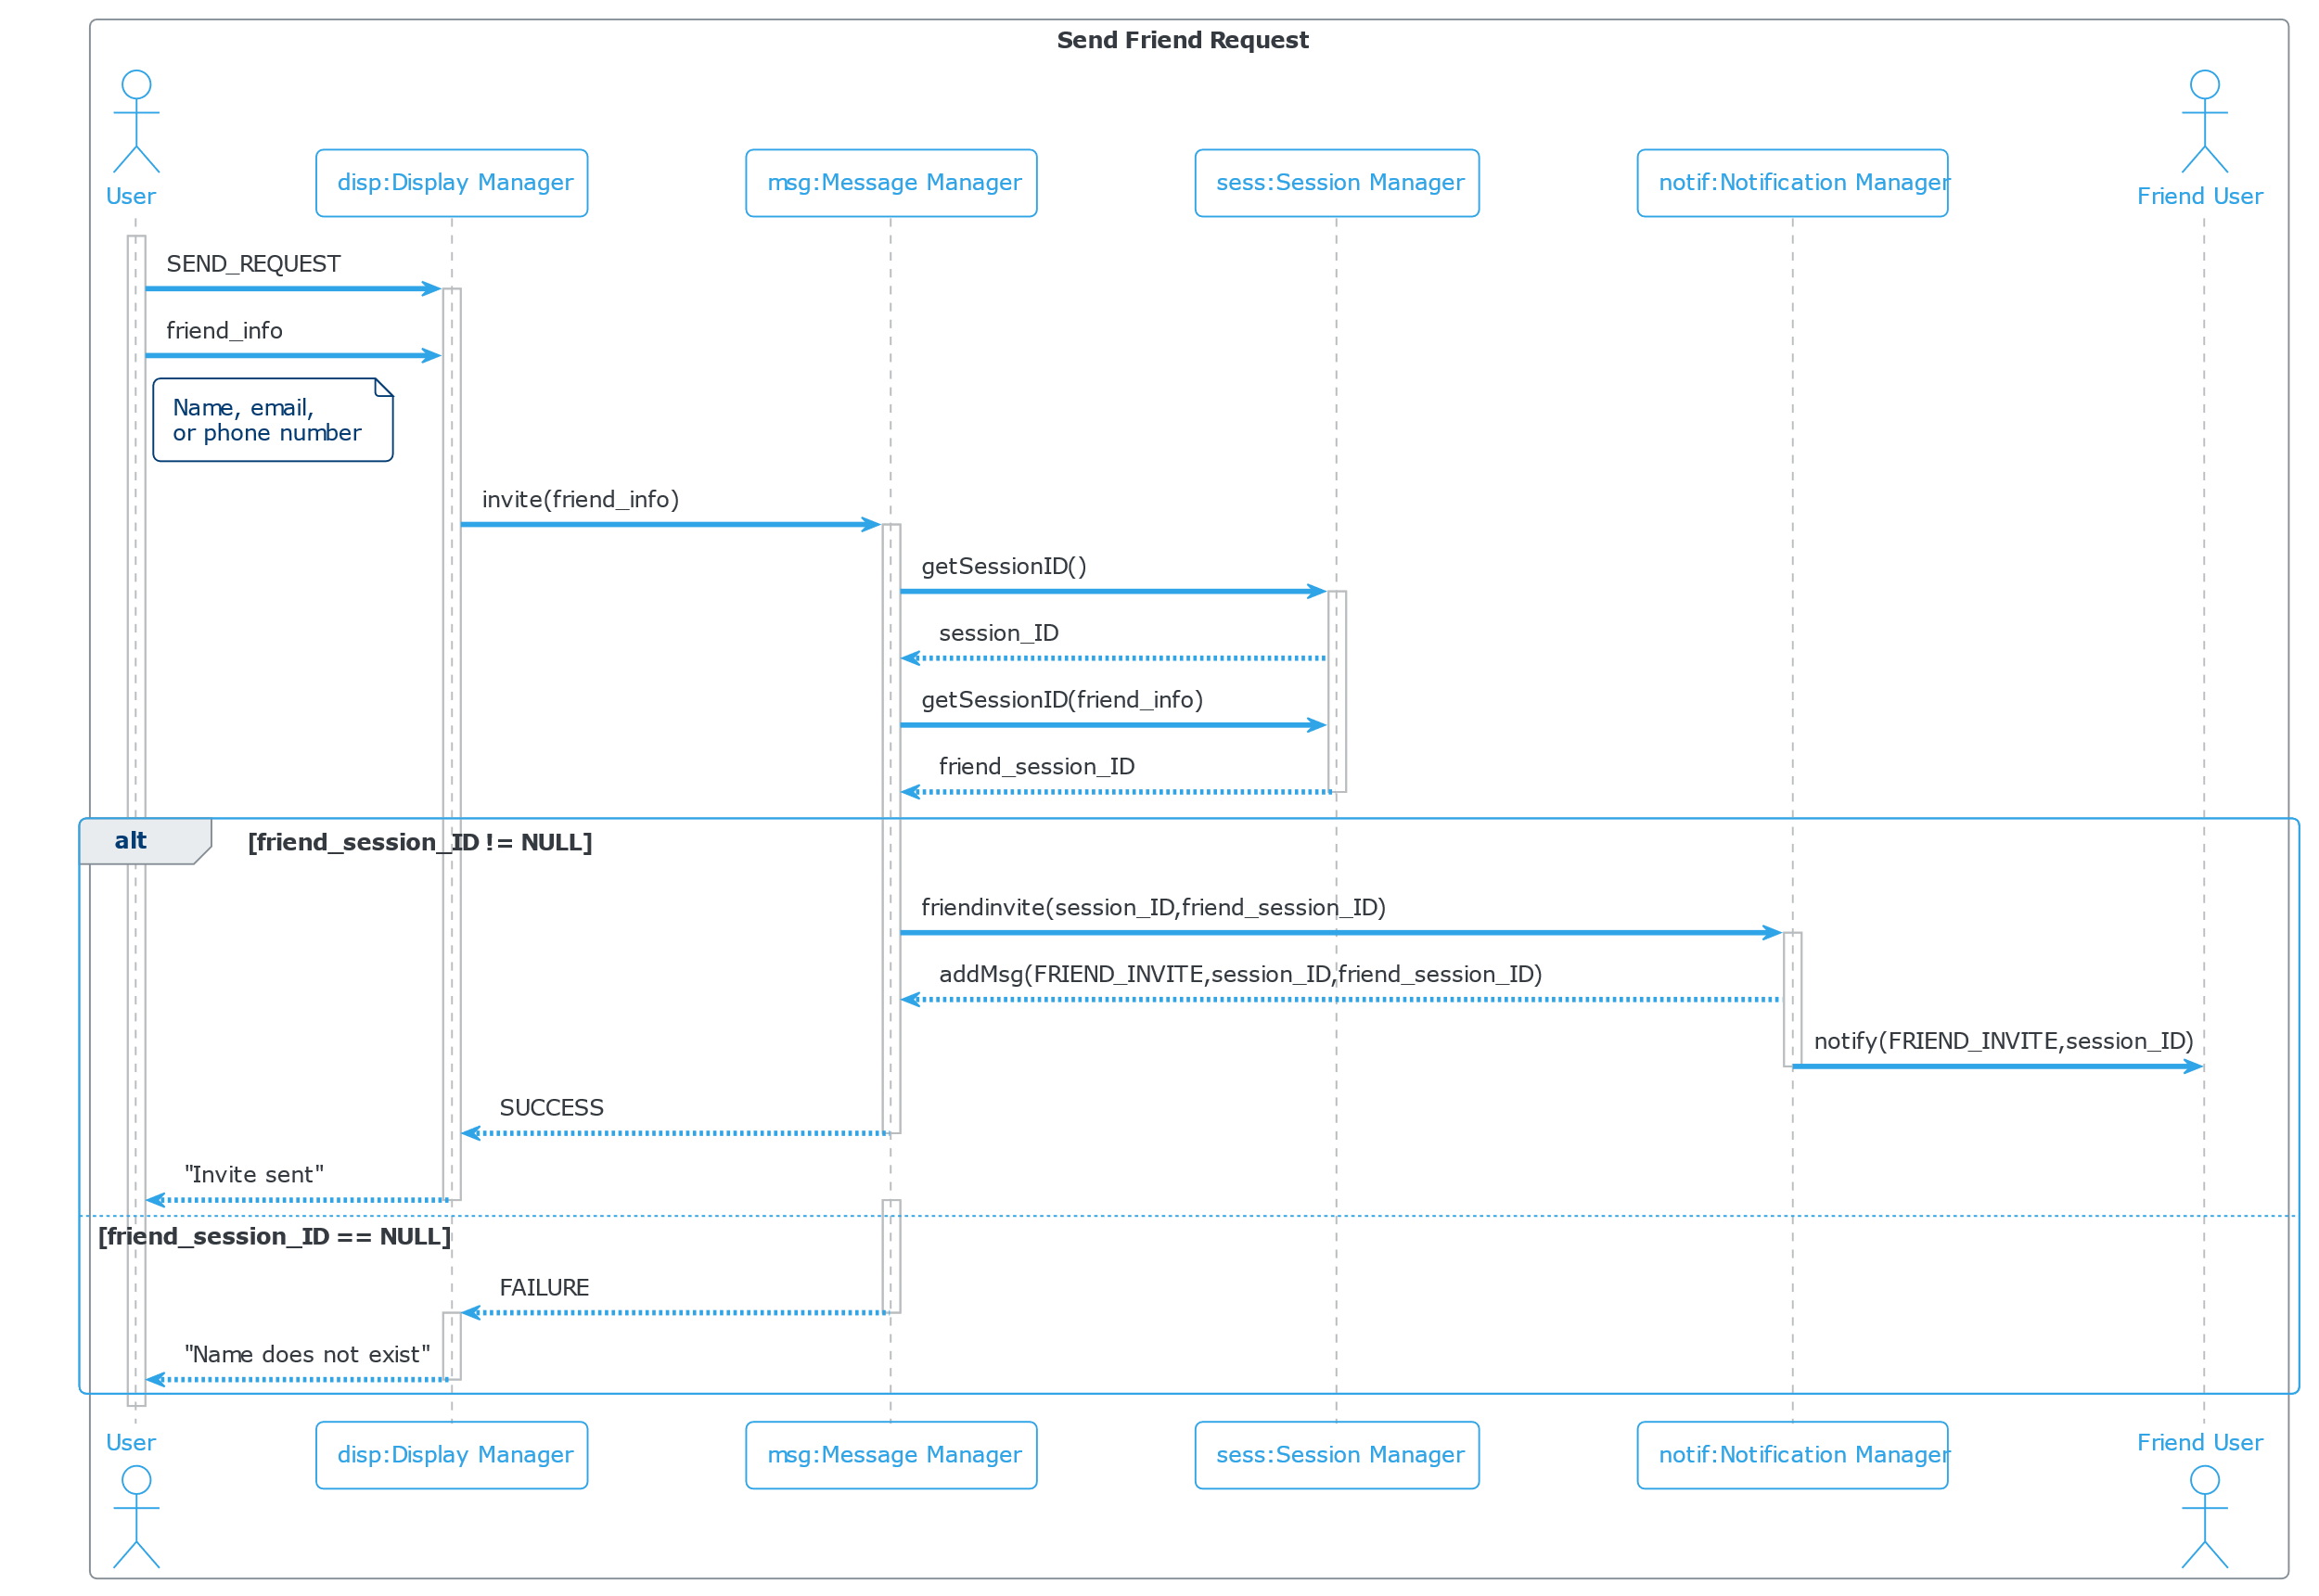 Send Friend Request
User
disp:Display Manager
msg:Message Manager
sess:Session Manager
notif:Notification Manager
Friend User
SEND_REQUEST
friend_info
Name, email,
or phone number
invite(friend_info)
getSessionID()
session_ID
getSessionID(friend_info)
friend_session_ID
alt
[friend_session_ID != NULL]
friendinvite(session_ID,friend_session_ID)
addMsg(FRIEND_INVITE,session_ID,friend_session_ID)
notify(FRIEND_INVITE,session_ID)
SUCCESS
"Invite sent"
[friend_session_ID == NULL]
FAILURE
"Name does not exist"
User
disp:Display Manager
msg:Message Manager
sess:Session Manager
notif:Notification Manager
Friend User